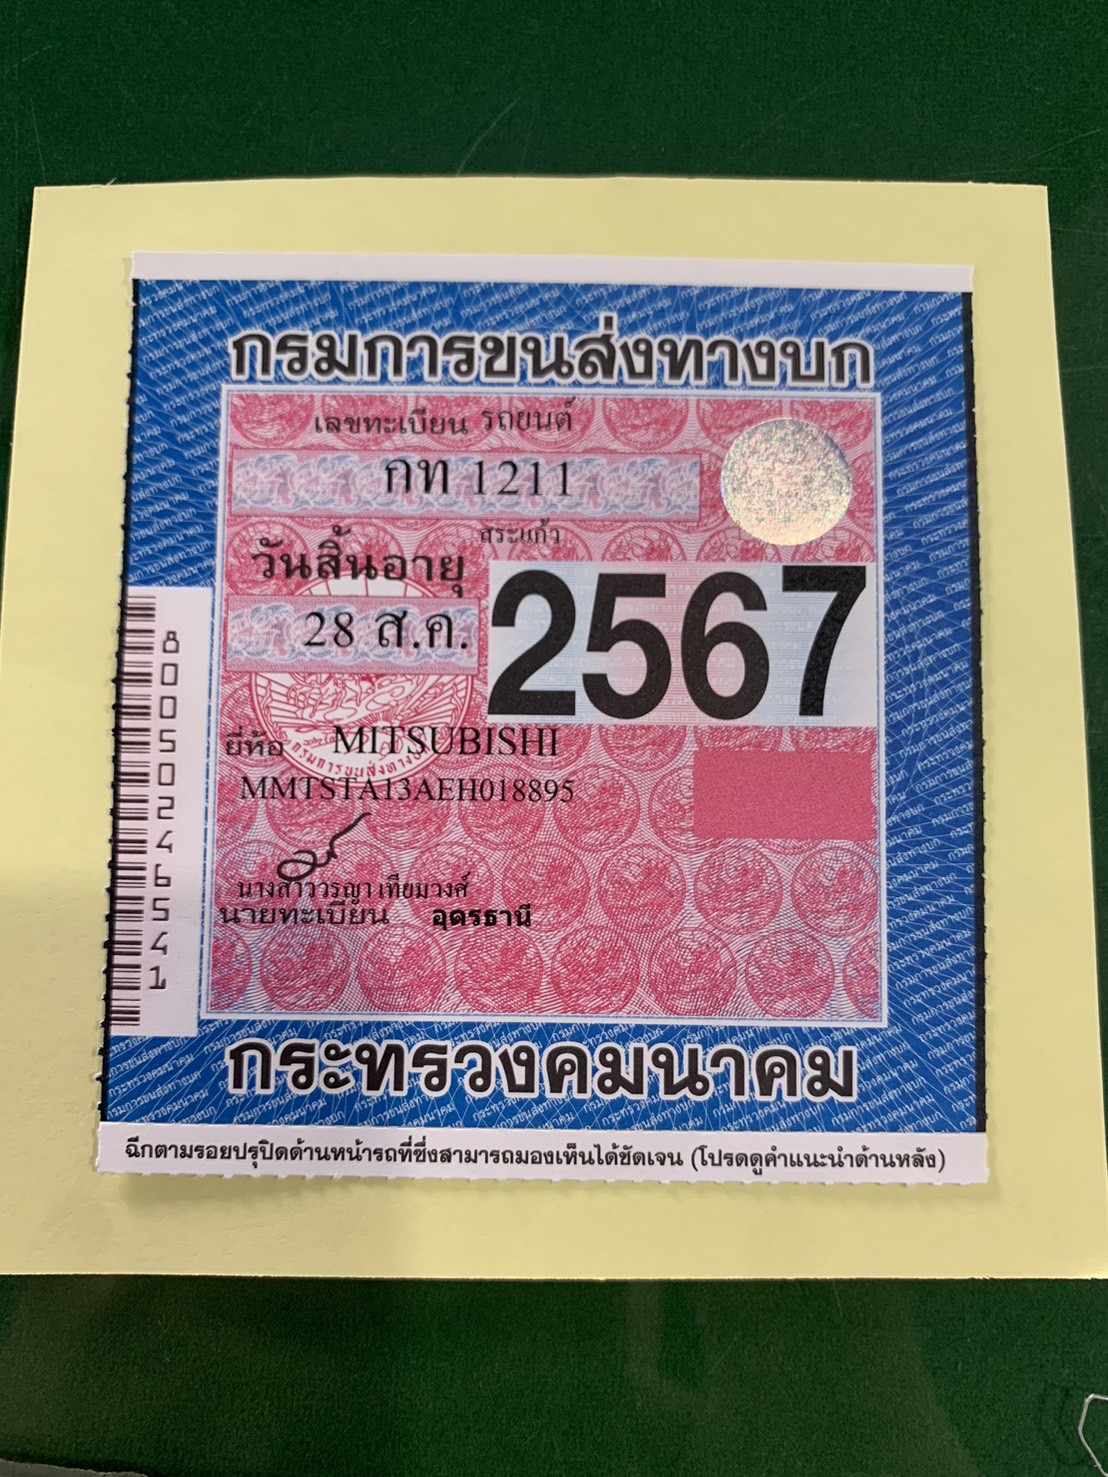 กรมการขนส่งทางบก
เลขทะเบียน รถยนต์
กท 1211
สระแก้ว
วันสิ้นอายุ
28 ส.ค. 2567
ยี่ห้อ MITSUBISHI
MMTSTA13AEH018895
นางสาววรญา เทียมวงศ์
นายทะเบียน อุดรธานี
80050246541
กระทรวงคมนาคม
ฉีกตามรอยปรุปิดด้านหน้ารถที่ซึ่งสามารถมองเห็นได้ชัดเจน (โปรดดูคำแนะนำด้านหลัง)